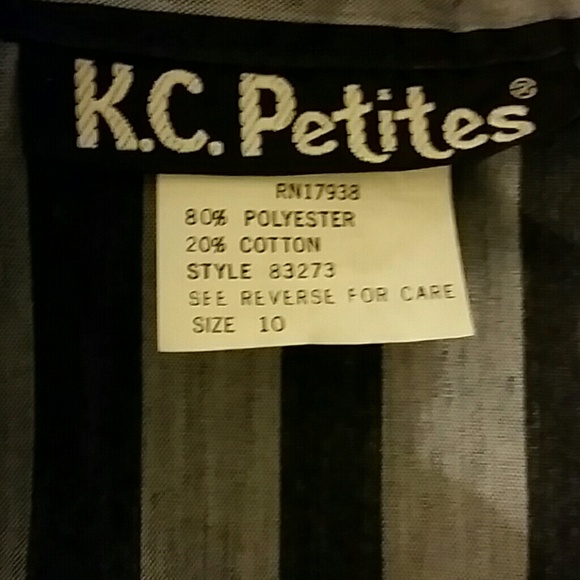 K.C. Petites®
RN17938
80% POLYESTER
20% COTTON
STYLE 83273
SEE REVERSE FOR CARE
SIZE 10